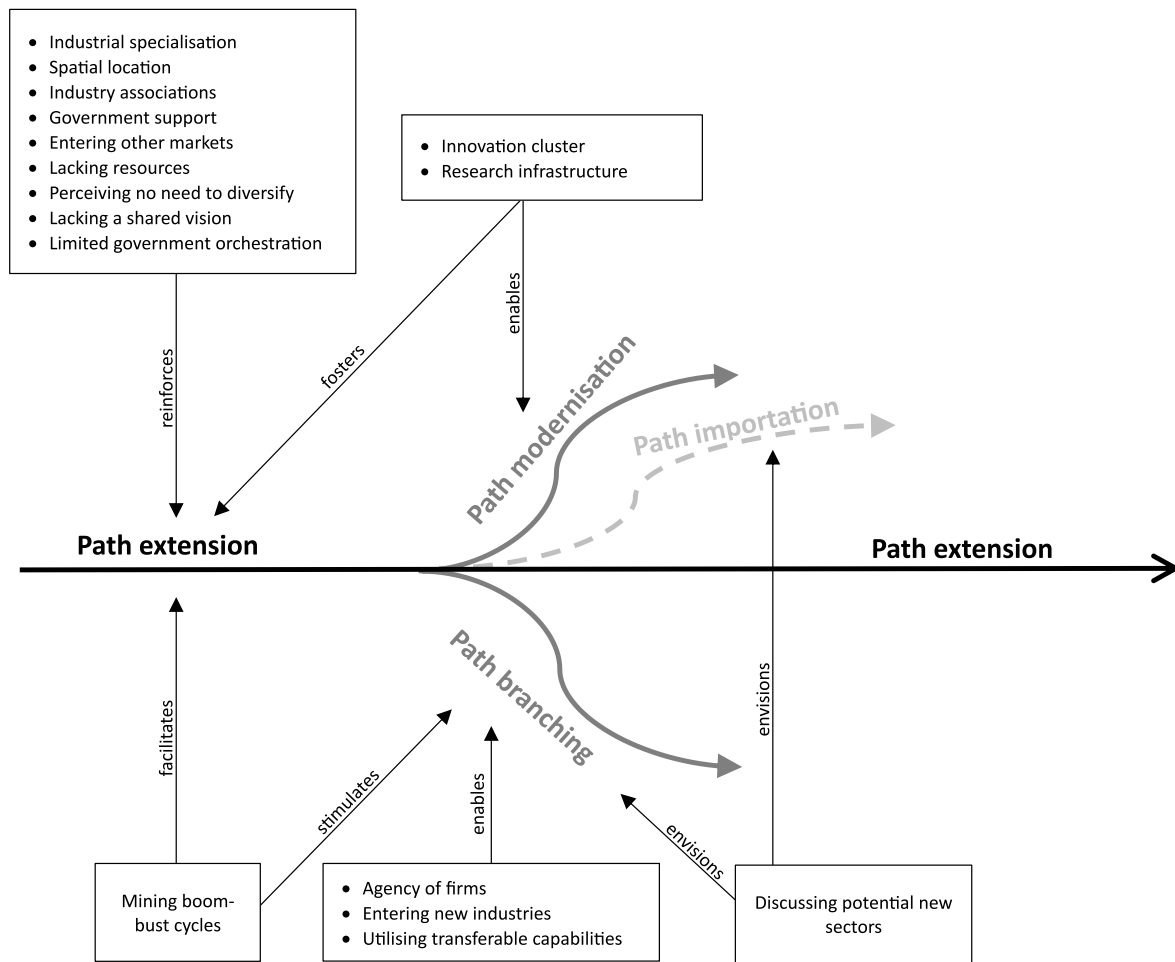 • Industrial specialisation
• Spatial location
• Industry associations
• Government support
• Entering other markets
• Lacking resources
• Perceiving no need to diversify
• Lacking a shared vision
• Limited government orchestration
• Innovation cluster
• Research infrastructure
reinforces
fosters
enables
Path modernisation
Path importation
Path extension
Path extension
Path branching
facilitates
stimulates
enables
envisions
envisions
Mining boom-
bust cycles
• Agency of firms
• Entering new industries
• Utilising transferable capabilities
Discussing potential new
sectors